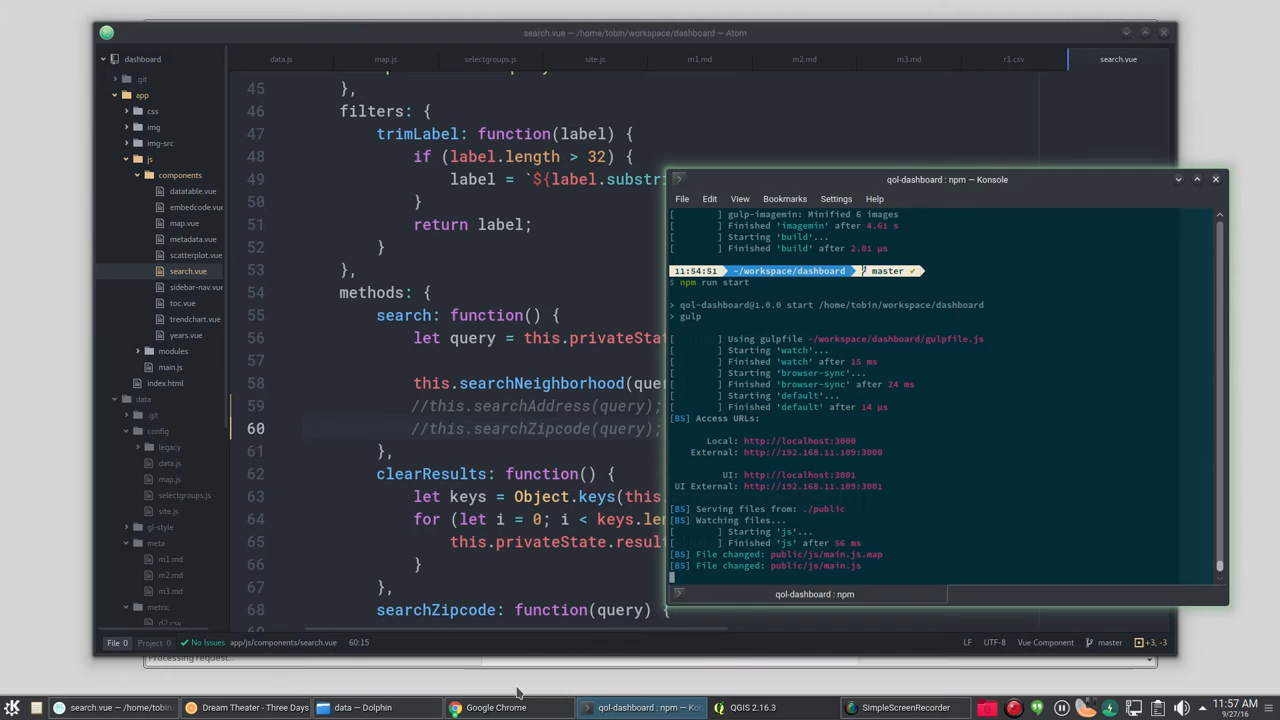 search.vue — /home/tobin/workspace/dashboard — Atom
dashboard
data.js
map.js
selectgroups.js
site.js
m1.md
m2.md
m3.md
r1.csv
search.vue
.git
app
css
img
img-src
js
components
datatable.vue
embedcode.vue
map.vue
metadata.vue
scatterplot.vue
search.vue
sidebar-nav.vue
toc.vue
trendchart.vue
years.vue
modules
main.js
index.html
data
.git
config
legacy
data.js
map.js
selectgroups.js
site.js
gl-style
meta
m1.md
m2.md
m3.md
metric
d2.csv
45 },
46 filters: {
47 trimLabel: function(label) {
48 if (label.length > 32) {
49 label = `${label.substri
50 }
51 return label;
52 }
53 },
54 methods: {
55 search: function() {
56 let query = this.privateStat
57
58 this.searchNeighborhood(quer
59 //this.searchAddress(query);
60 //this.searchZipcode(query);
61 },
62 clearResults: function() {
63 let keys = Object.keys(this.
64 for (let i = 0; i < keys.len
65 this.privateState.resul
66 }
67 },
68 searchZipcode: function(query) {
qol-dashboard : npm — Konsole
File Edit View Bookmarks Settings Help
[ ] gulp-imagemin: Minified 6 images
[ ] Finished 'imagemin' after 4.61 s
[ ] Starting 'build'...
[ ] Finished 'build' after 2.01 μs
11:54:51 ~/workspace/dashboard master ✔
$ npm run start
> qol-dashboard@1.0.0 start /home/tobin/workspace/dashboard
> gulp
[ ] Using gulpfile ~/workspace/dashboard/gulpfile.js
[ ] Starting 'watch'...
[ ] Finished 'watch' after 15 ms
[ ] Starting 'browser-sync'...
[ ] Finished 'browser-sync' after 24 ms
[ ] Starting 'default'...
[ ] Finished 'default' after 14 μs
[BS] Access URLs:
Local: http://localhost:3000
External: http://192.168.11.109:3000
UI: http://localhost:3001
UI External: http://192.168.11.109:3001
[BS] Serving files from: ./public
[BS] Watching files...
[ ] Starting 'js'...
[ ] Finished 'js' after 56 ms
[BS] File changed: public/js/main.js.map
[BS] File changed: public/js/main.js
qol-dashboard : npm
File 0 Project 0 No Issues app/js/components/search.vue 60:15
LF UTF-8 Vue Component master +3, -3
Processing request...
search.vue — /home/tobin/
Dream Theater - Three Days
data — Dolphin
Google Chrome
qol-dashboard : npm — Kon
QGIS 2.16.3
SimpleScreenRecorder
11:57 AM
9/27/16